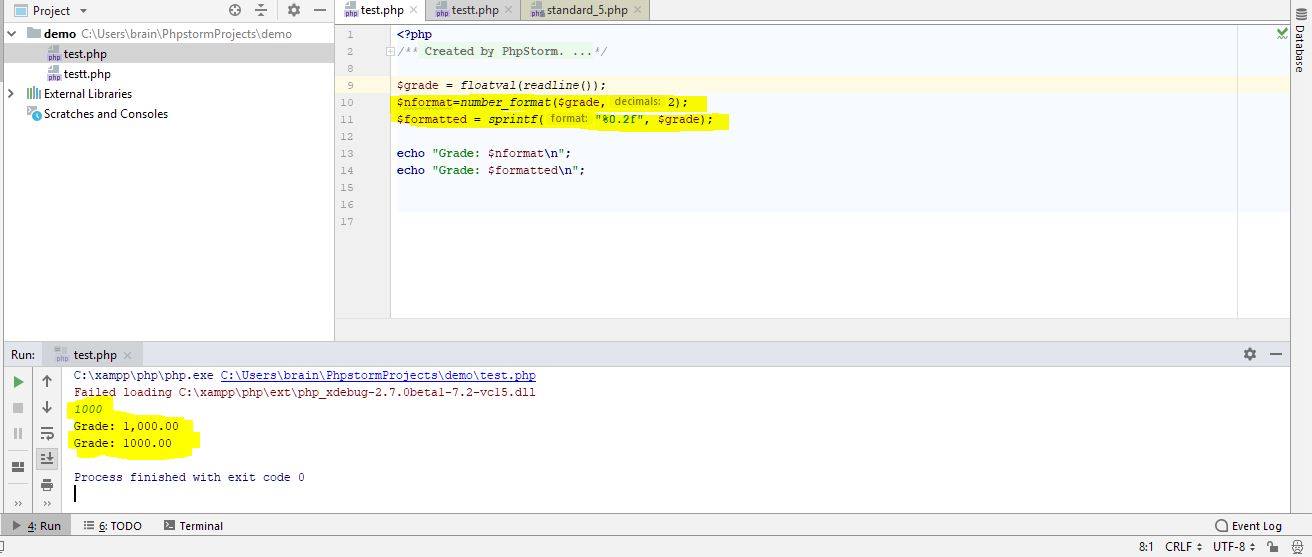 Project
demo C:\Users\brain\PhpstormProjects\demo
test.php
testt.php
External Libraries
Scratches and Consoles
test.php testt.php standard_5.php
1 <?php
2 /** Created by PhpStorm. ...*/
8
9 $grade = floatval(readline());
10 $nformat=number_format($grade, decimals: 2);
11 $formatted = sprintf( format: "%0.2f", $grade);
12
13 echo "Grade: $nformat\n";
14 echo "Grade: $formatted\n";
15
16
17
Database
Run: test.php
C:\xampp\php\php.exe C:\Users\brain\PhpstormProjects\demo\test.php
Failed loading C:\xampp\php\ext\php_xdebug-2.7.0beta1-7.2-vc15.dll
1000
Grade: 1,000.00
Grade: 1000.00
Process finished with exit code 0
4: Run 6: TODO Terminal Event Log
8:1 CRLF UTF-8